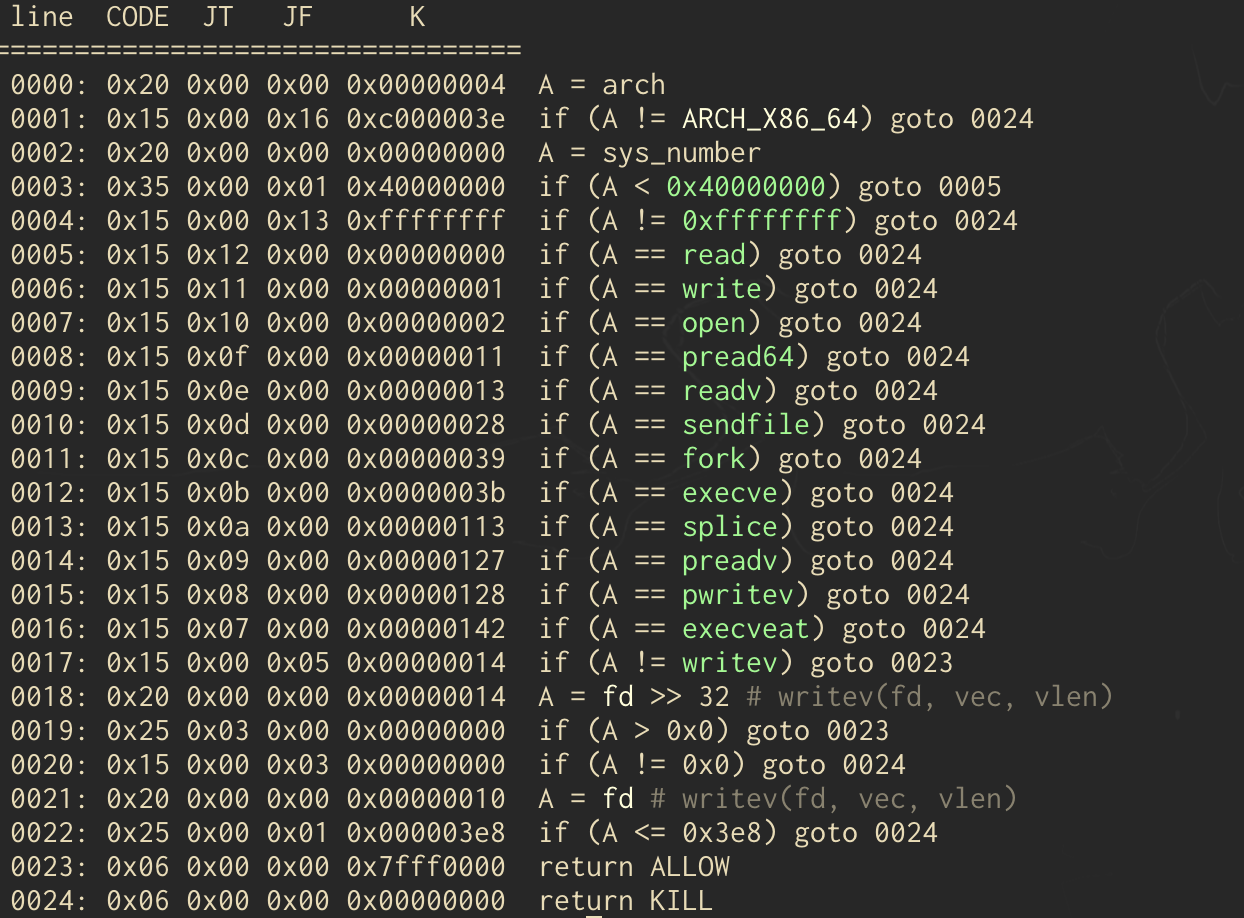 line CODE JT JF K
=================================
0000: 0x20 0x00 0x00 0x00000004 A = arch
0001: 0x15 0x00 0x16 0xc000003e if (A != ARCH_X86_64) goto 0024
0002: 0x20 0x00 0x00 0x00000000 A = sys_number
0003: 0x35 0x00 0x01 0x40000000 if (A < 0x40000000) goto 0005
0004: 0x15 0x00 0x13 0xffffffff if (A != 0xffffffff) goto 0024
0005: 0x15 0x12 0x00 0x00000000 if (A == read) goto 0024
0006: 0x15 0x11 0x00 0x00000001 if (A == write) goto 0024
0007: 0x15 0x10 0x00 0x00000002 if (A == open) goto 0024
0008: 0x15 0x0f 0x00 0x00000011 if (A == pread64) goto 0024
0009: 0x15 0x0e 0x00 0x00000013 if (A == readv) goto 0024
0010: 0x15 0x0d 0x00 0x00000028 if (A == sendfile) goto 0024
0011: 0x15 0x0c 0x00 0x00000039 if (A == fork) goto 0024
0012: 0x15 0x0b 0x00 0x0000003b if (A == execve) goto 0024
0013: 0x15 0x0a 0x00 0x00000113 if (A == splice) goto 0024
0014: 0x15 0x09 0x00 0x00000127 if (A == preadv) goto 0024
0015: 0x15 0x08 0x00 0x00000128 if (A == pwritev) goto 0024
0016: 0x15 0x07 0x00 0x00000142 if (A == execveat) goto 0024
0017: 0x15 0x00 0x05 0x00000014 if (A != writev) goto 0023
0018: 0x20 0x00 0x00 0x00000014 A = fd >> 32 # writev(fd, vec, vlen)
0019: 0x25 0x03 0x00 0x00000000 if (A > 0x0) goto 0023
0020: 0x15 0x00 0x03 0x00000000 if (A != 0x0) goto 0024
0021: 0x20 0x00 0x00 0x00000010 A = fd # writev(fd, vec, vlen)
0022: 0x25 0x00 0x01 0x000003e8 if (A <= 0x3e8) goto 0024
0023: 0x06 0x00 0x00 0x7fff0000 return ALLOW
0024: 0x06 0x00 0x00 0x00000000 return KILL